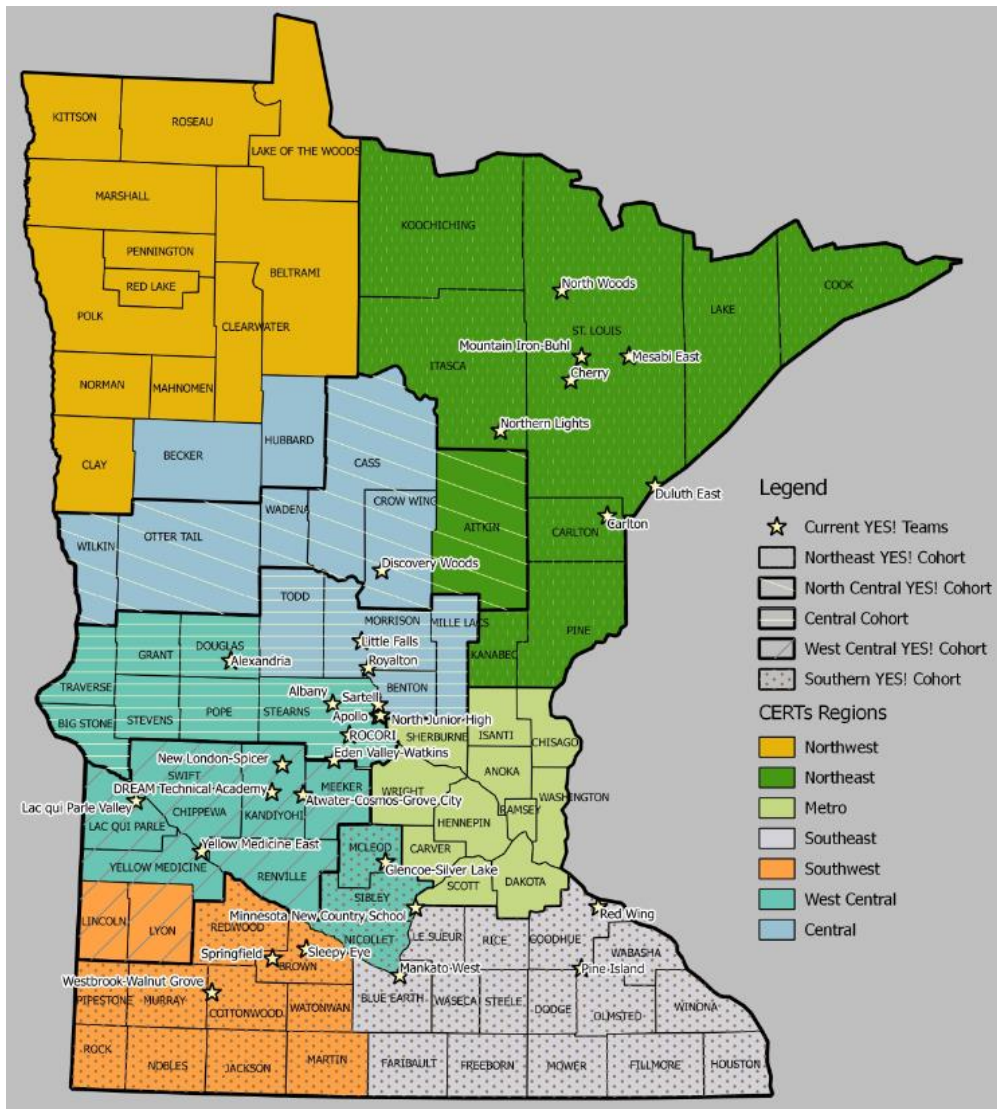 KITTSON
ROSEAU
LAKE OF THE WOODS
MARSHALL
KOOCHICHING
PENNINGTON
BELTRAMI
RED LAKE
North Woods
COOK
LAKE
POLK
CLEARWATER
ST. LOUIS
Mountain Iron-Buhl
Mesabi East
ITASCA
Cherry
NORMAN
MAHNOMEN
Northern Lights
HUBBARD
BECKER
CASS
CLAY
Duluth East
CROW WING
WADENA
AITKIN
Carlton
CARLTON
OTTER TAIL
WILKIN
Discovery Woods
TODD
MORRISON
MILLE LACS
PINE
Little Falls
DOUGLAS
GRANT
Alexandria
KANABEC
Royalton
TRAVERSE
BENTON
Albany
Sartell
POPE
STEARNS
Apollo
North Junior High
BIG STONE
STEVENS
ROCORI
SHERBURNE
ISANTI
CHISAGO
Eden Valley-Watkins
New London-Spicer
SWIFT
ANOKA
MEEKER
WRIGHT
DREAM Technical Academy
Atwater-Cosmos-Grove City
WASHINGTON
Lac qui Parle Valley
CHIPPEWA
KANDIYOHI
RAMSEY
HENNEPIN
LAC QUI PARLE
Yellow Medicine East
MCLEOD
CARVER
YELLOW MEDICINE
Glencoe-Silver Lake
RENVILLE
SCOTT
DAKOTA
SIBLEY
LINCOLN
LYON
REDWOOD
Minnesota New Country School
Red Wing
LE SUEUR
RICE
GOODHUE
NICOLLET
WABASHA
Springfield
Sleepy Eye
BROWN
Mankato West
Pine Island
Westbrook-Walnut Grove
PIPESTONE
MURRAY
COTTONWOOD
WATONWAN
BLUE EARTH
WASECA
STEELE
DODGE
OLMSTED
WINONA
ROCK
NOBLES
JACKSON
MARTIN
FARIBAULT
FREEBORN
MOWER
FILLMORE
HOUSTON
Legend
Current YES! Teams
Northeast YES! Cohort
North Central YES! Cohort
Central Cohort
West Central YES! Cohort
Southern YES! Cohort
CERTs Regions
Northwest
Northeast
Metro
Southeast
Southwest
West Central
Central